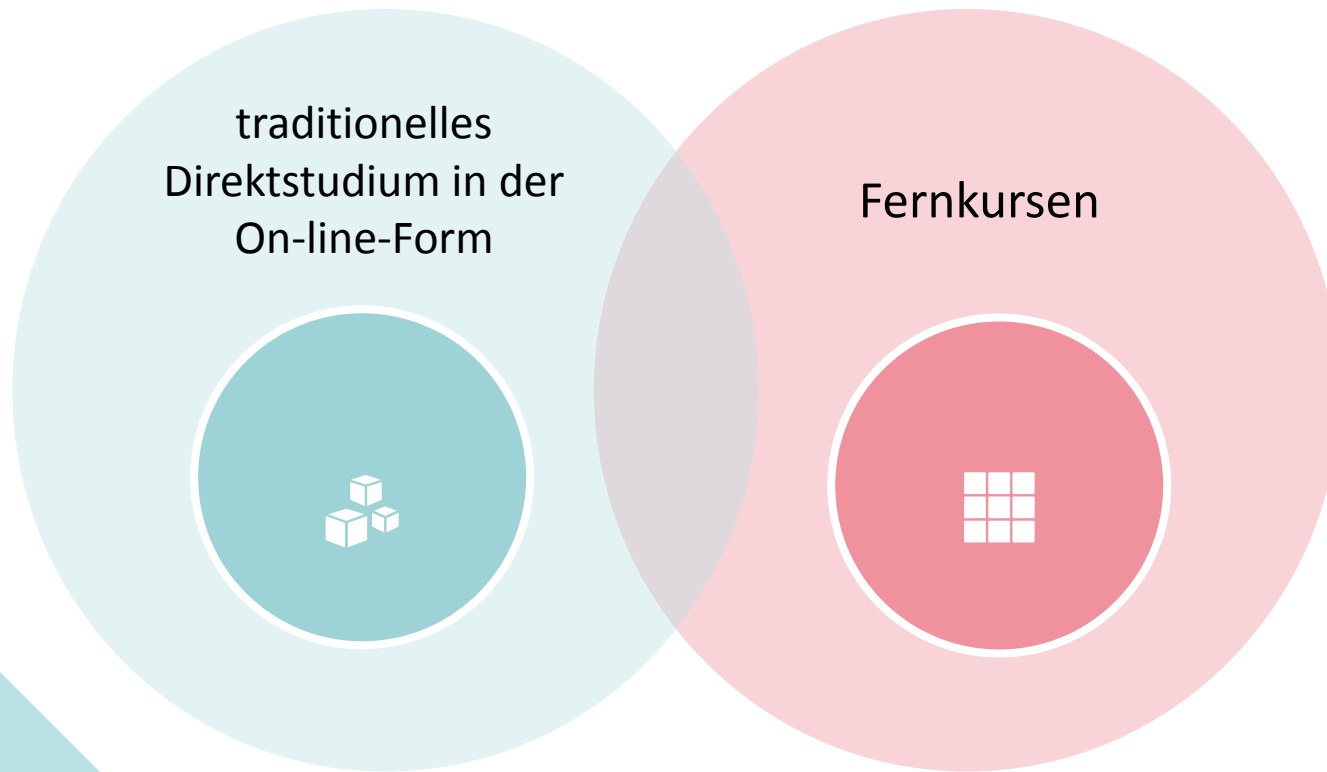 traditionelles
Direktstudium in der
On-line-Form
Fernkursen